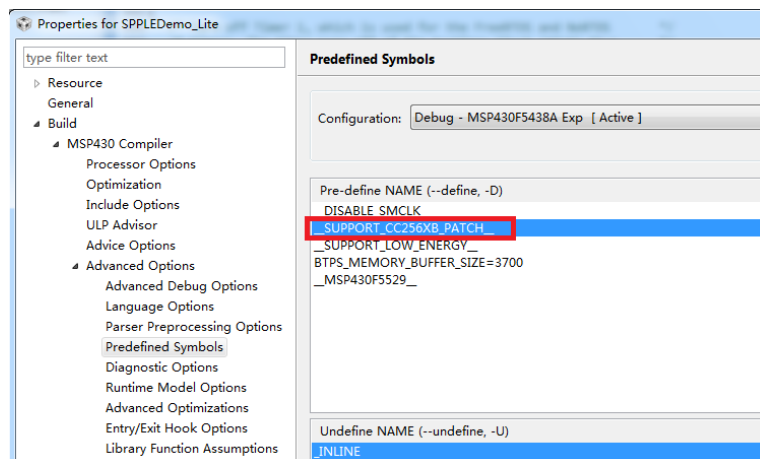 Properties for SPPLEDemo_Lite
type filter text
Resource
General
Build
MSP430 Compiler
Processor Options
Optimization
Include Options
ULP Advisor
Advice Options
Advanced Options
Advanced Debug Options
Language Options
Parser Preprocessing Options
Predefined Symbols
Diagnostic Options
Runtime Model Options
Advanced Optimizations
Entry/Exit Hook Options
Library Function Assumptions
Predefined Symbols
Configuration: Debug - MSP430F5438A Exp [ Active ]
Pre-define NAME (--define, -D)
__DISABLE_SMCLK
__SUPPORT_CC256XB_PATCH__
__SUPPORT_LOW_ENERGY__
BTPS_MEMORY_BUFFER_SIZE=3700
__MSP430F5529__
Undefine NAME (--undefine, -U)
_INLINE